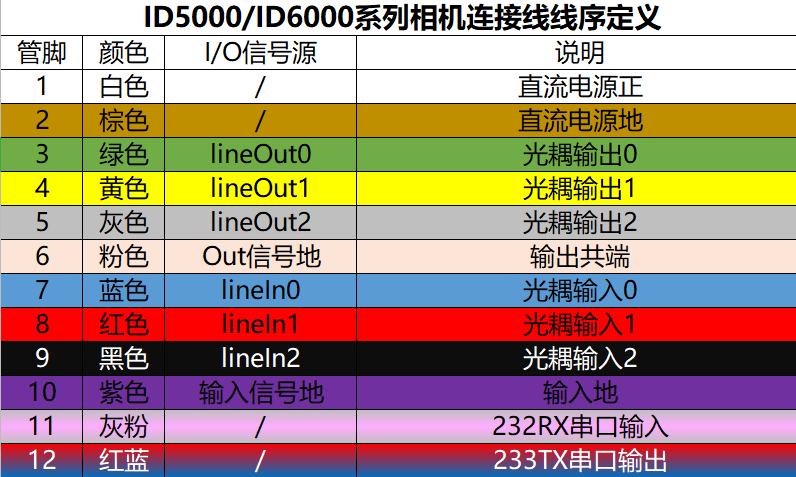 ID5000/ID6000系列相机连接线线序定义
管脚 颜色 I/O信号源 说明
1 白色 / 直流电源正
2 棕色 / 直流电源地
3 绿色 lineOut0 光耦输出0
4 黄色 lineOut1 光耦输出1
5 灰色 lineOut2 光耦输出2
6 粉色 Out信号地 输出共端
7 蓝色 lineIn0 光耦输入0
8 红色 lineIn1 光耦输入1
9 黑色 lineIn2 光耦输入2
10 紫色 输入信号地 输入地
11 灰粉 / 232RX串口输入
12 红蓝 / 233TX串口输出